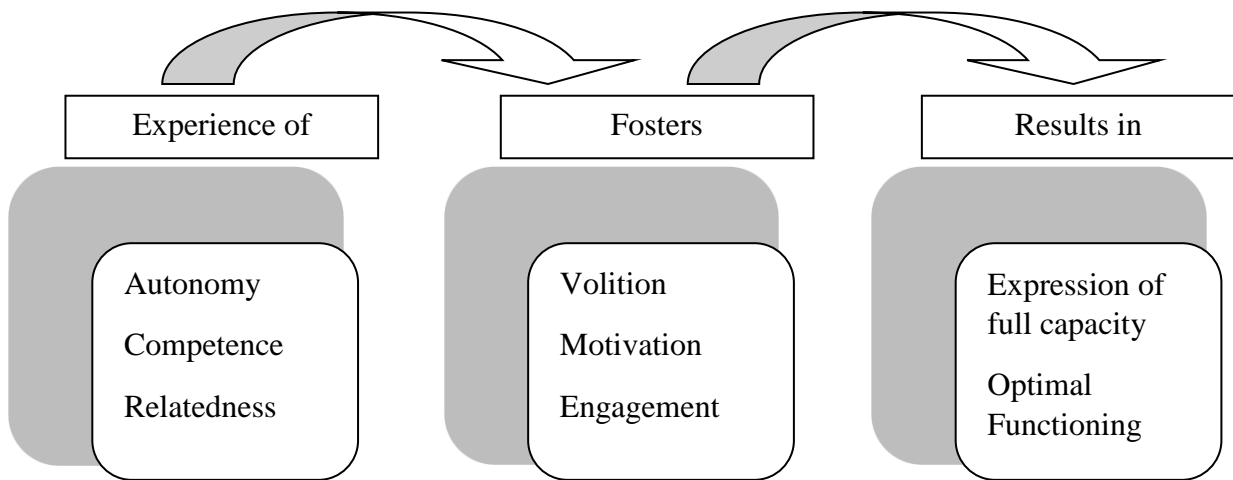 Experience of
Fosters
Results in
Autonomy
Competence
Relatedness
Volition
Motivation
Engagement
Expression of
full capacity
Optimal
Functioning